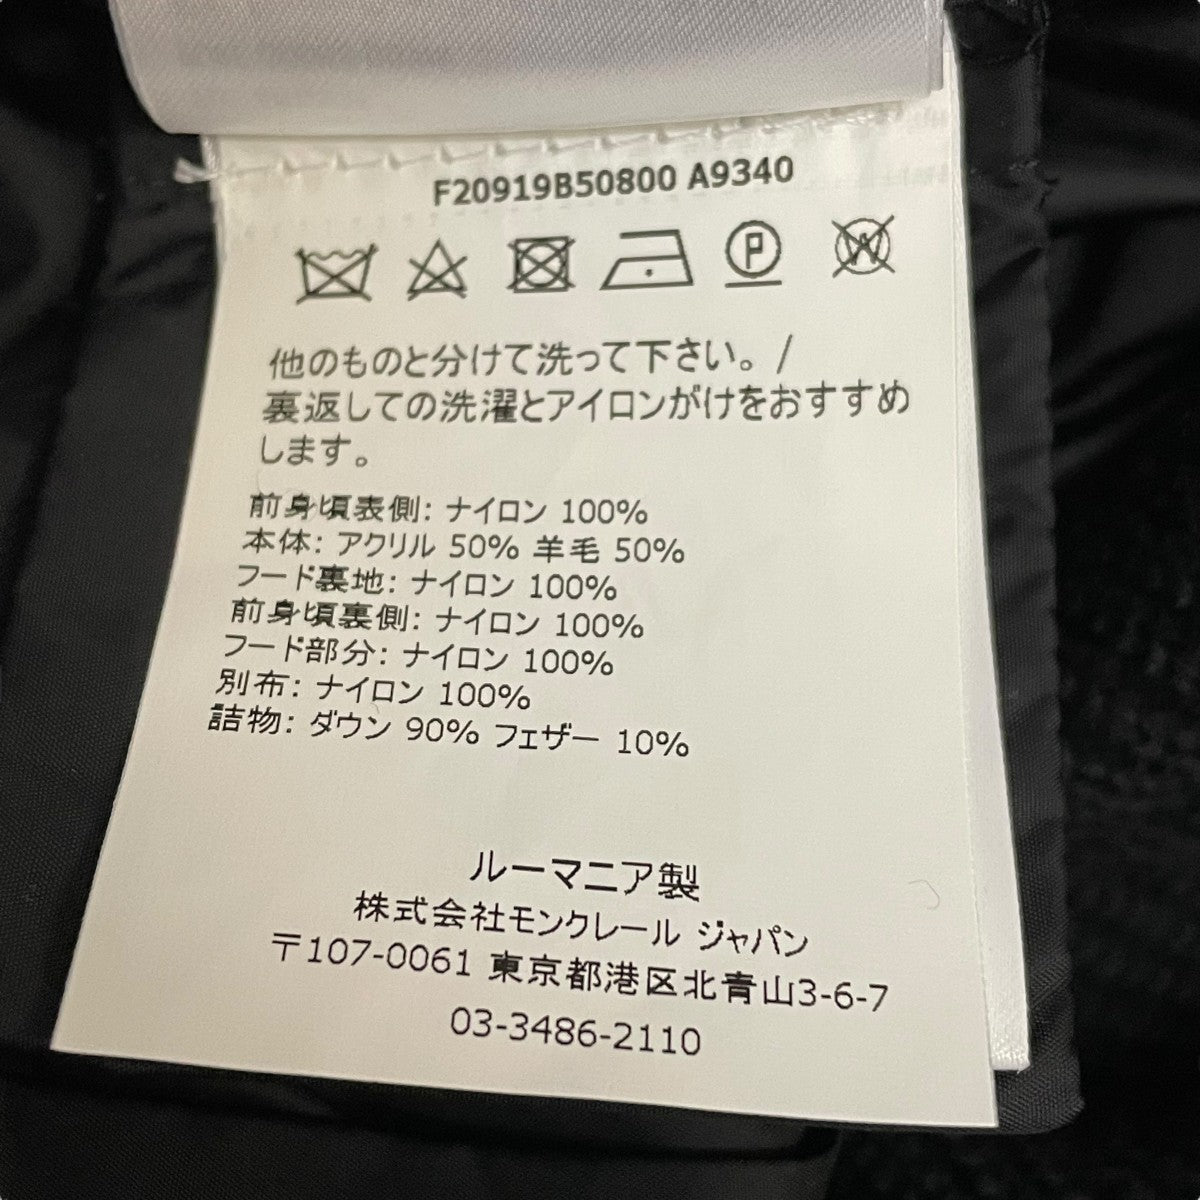 F20919B50800 A9340
P
W
他のものと分けて洗って下さい。/
裏返しての洗濯とアイロンがけをおすすめ
します。
前身頃表側: ナイロン 100%
本体: アクリル 50% 羊毛 50%
フード裏地: ナイロン 100%
前身頃裏側: ナイロン 100%
フード部分: ナイロン 100%
別布: ナイロン 100%
詰物: ダウン 90% フェザー 10%
ルーマニア製
株式会社モンクレール ジャパン
〒107-0061 東京都港区北青山3-6-7
03-3486-2110